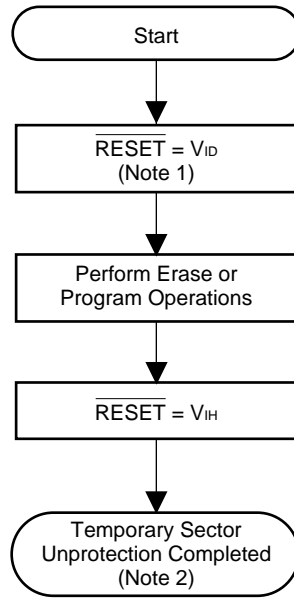 Start
RESET = VID
(Note 1)
Perform Erase or
Program Operations
RESET = VIH
Temporary Sector
Unprotection Completed
(Note 2)